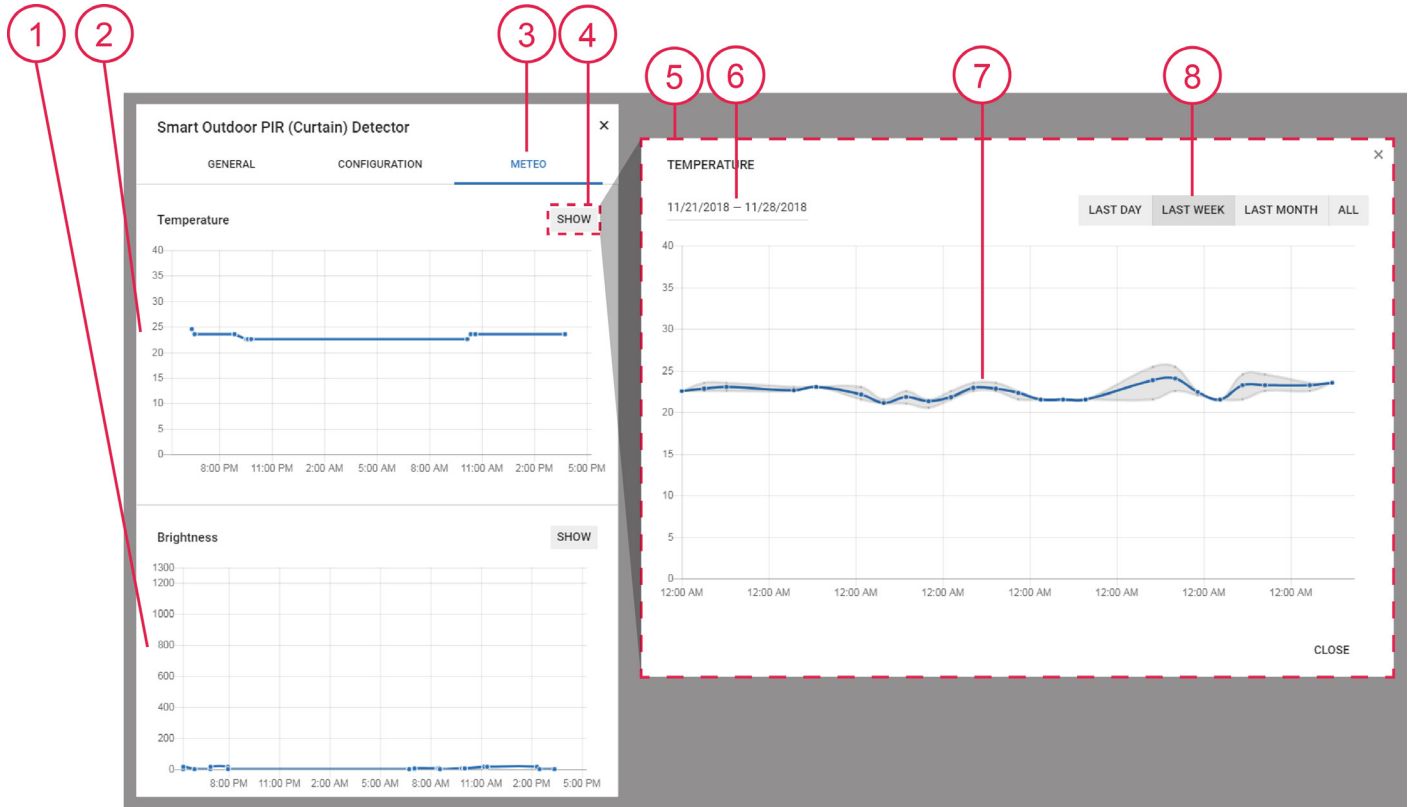 1 2 3 4
5 6 7 8
Smart Outdoor PIR (Curtain) Detector ×
GENERAL CONFIGURATION METEO
Temperature SHOW
40
35
30
25
20
15
10
5
0
8:00 PM 11:00 PM 2:00 AM 5:00 AM 8:00 AM 11:00 AM 2:00 PM 5:00 PM
Brightness SHOW
1300
1200
1000
800
600
400
200
0
8:00 PM 11:00 PM 2:00 AM 5:00 AM 8:00 AM 11:00 AM 2:00 PM 5:00 PM
TEMPERATURE ×
11/21/2018 – 11/28/2018 LAST DAY LAST WEEK LAST MONTH ALL
40
35
30
25
20
15
10
5
0
12:00 AM 12:00 AM 12:00 AM 12:00 AM 12:00 AM 12:00 AM 12:00 AM 12:00 AM
CLOSE